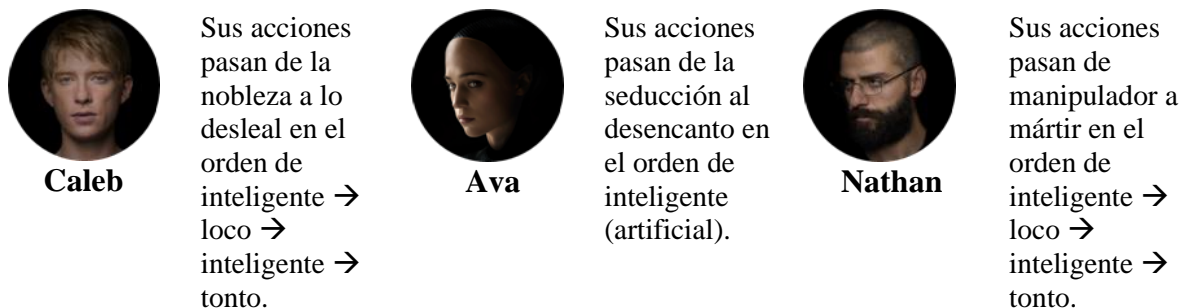 Sus acciones
pasan de la
nobleza a lo
desleal en el
orden de
inteligente →
loco →
inteligente →
tonto.
Caleb
Sus acciones
pasan de la
seducción al
desencanto en
el orden de
inteligente
(artificial).
Ava
Sus acciones
pasan de
manipulador a
mártir en el
orden de
inteligente →
loco →
inteligente →
tonto.
Nathan